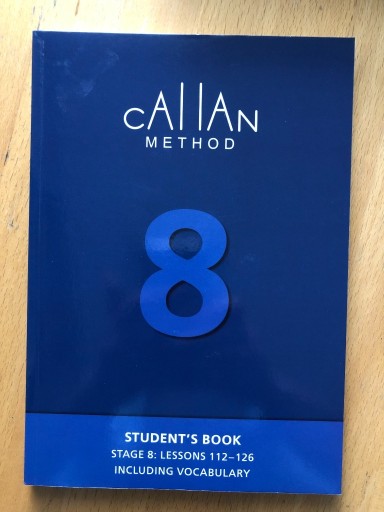 CALLAN
METHOD
8
STUDENT'S BOOK
STAGE 8: LESSONS 112–126
INCLUDING VOCABULARY